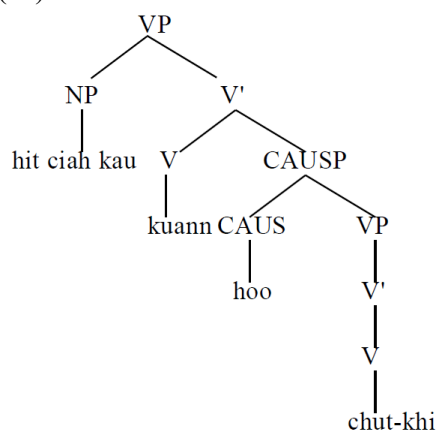 VP
NP V'
hit ciah kau V CAUSP
kuann CAUS VP
hoo V'
V
chut-khi